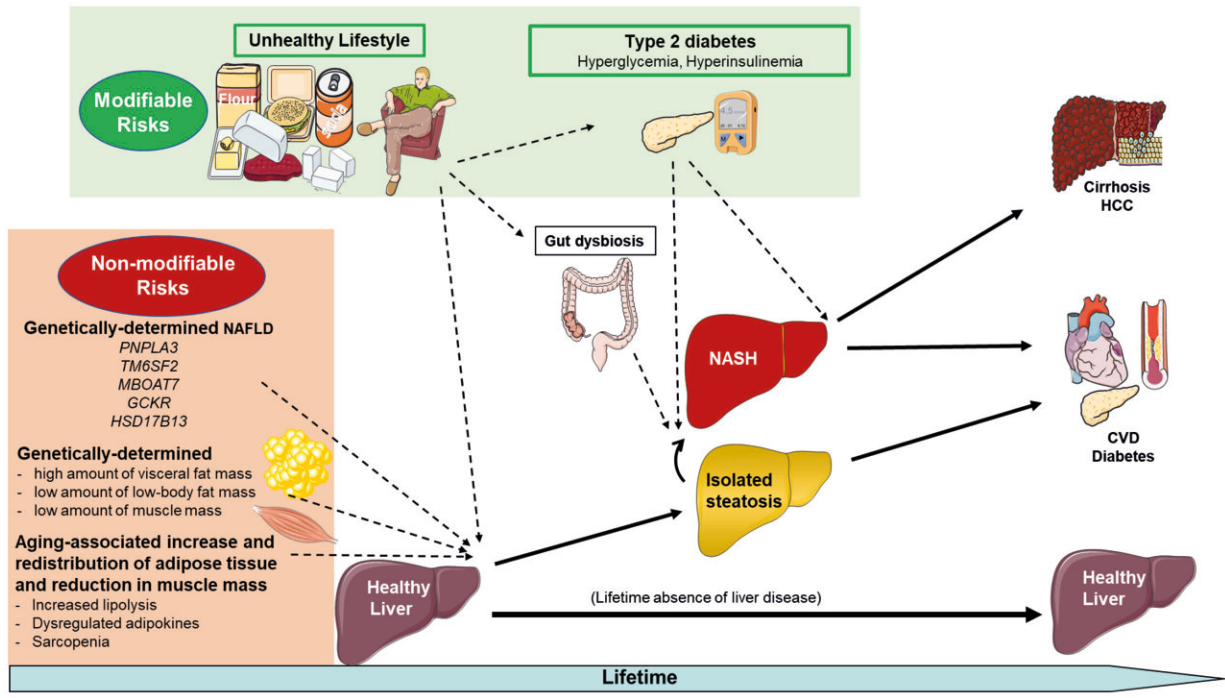 Unhealthy Lifestyle
Type 2 diabetes
Hyperglycemia, Hyperinsulinemia
Modifiable
Risks
Flour
Cirrhosis
HCC
Gut dysbiosis
Non-modifiable
Risks
Genetically-determined NAFLD
PNPLA3
TM6SF2
MBOAT7
GCKR
HSD17B13
NASH
CVD
Diabetes
Genetically-determined
- high amount of visceral fat mass
- low amount of low-body fat mass
- low amount of muscle mass
Isolated
steatosis
Aging-associated increase and
redistribution of adipose tissue
and reduction in muscle mass
- Increased lipolysis
- Dysregulated adipokines
- Sarcopenia
Healthy
Liver
(Lifetime absence of liver disease)
Healthy
Liver
Lifetime